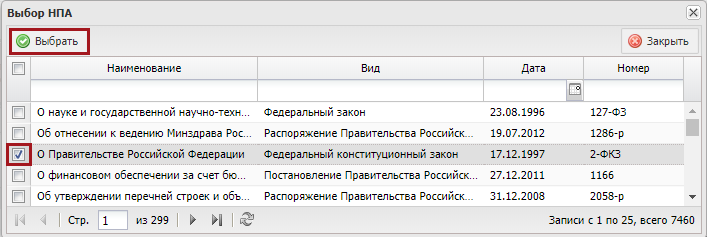 Выбор НПА
Выбрать Закрыть
Наименование Вид Дата Номер
О науке и государственной научно-техн... Федеральный закон 23.08.1996 127-ФЗ
Об отнесении к ведению Минздрава Рос... Распоряжение Правительства Российск... 19.07.2012 1286-р
О Правительстве Российской Федерации Федеральный конституционный закон 17.12.1997 2-ФКЗ
О финансовом обеспечении за счет бю... Постановление Правительства Российск... 27.12.2011 1166
Об утверждении перечней строек и объ... Распоряжение Правительства Российск... 31.12.2008 2058-р
Стр. 1 из 299 Записи с 1 по 25, всего 7460